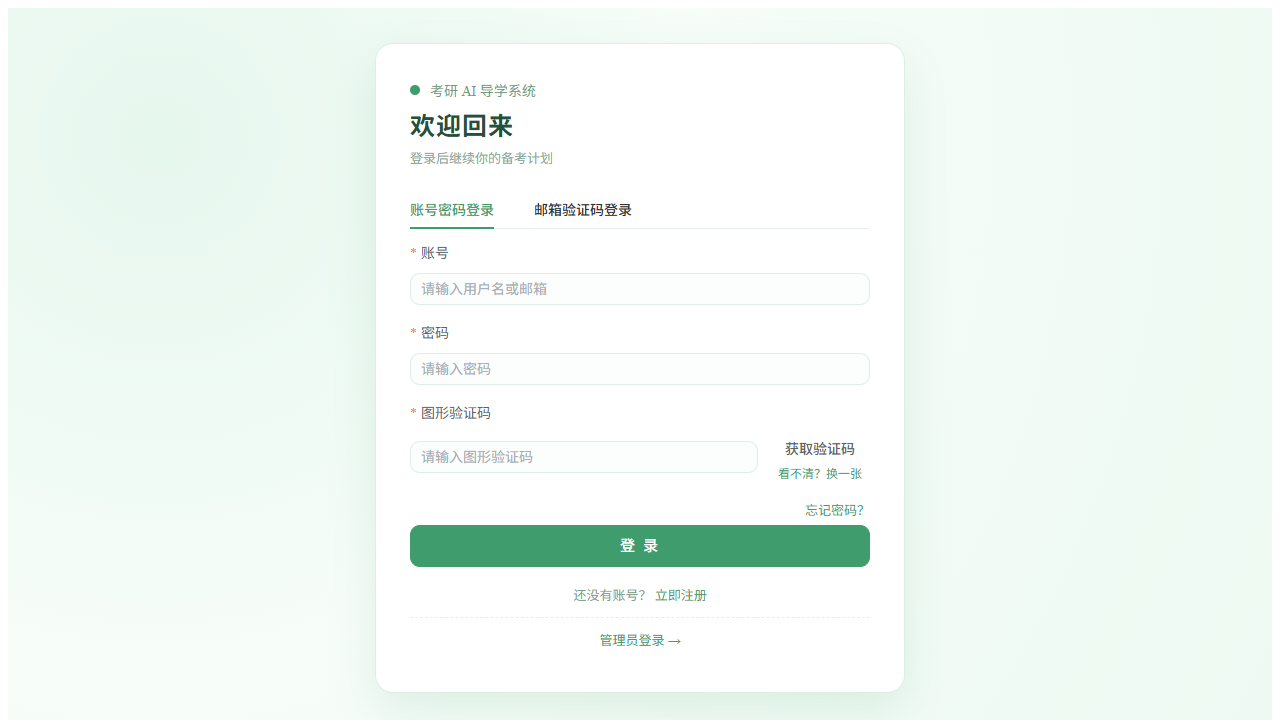 考研 AI 导学系统
欢迎回来
登录后继续你的备考计划
账号密码登录 邮箱验证码登录
* 账号
请输入用户名或邮箱
* 密码
请输入密码
* 图形验证码
请输入图形验证码 获取验证码
看不清？换一张
忘记密码？
登 录
还没有账号？ 立即注册
管理员登录 →